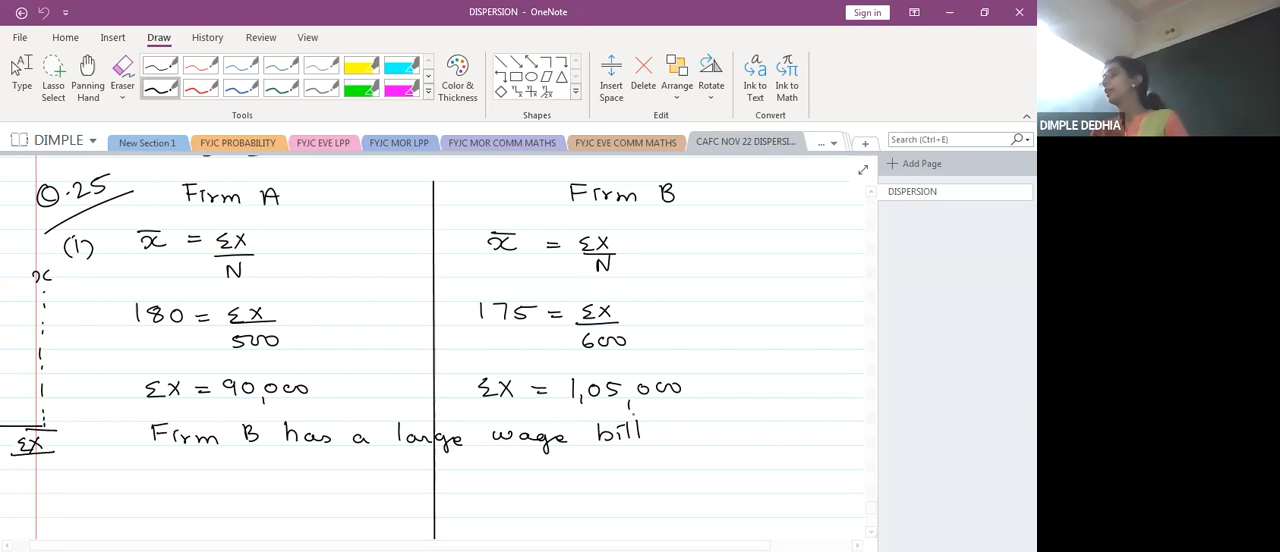 DISPERSION - OneNote
Sign in
File Home Insert Draw History Review View
Type Lasso Select Panning Hand Eraser Color & Thickness Insert Space Delete Arrange Rotate Ink to Text Ink to Math
Tools Shapes Edit Convert
DIMPLE New Section 1 FYJC PROBABILITY FYJC EVE LPP FYJC MOR LPP FYJC MOR COMM MATHS FYJC EVE COMM MATHS CAFC NOV 22 DISPERSI... ... Search (Ctrl+E)
Add Page
DISPERSION
DIMPLE DEDHIA
Q.25 Firm A Firm B
(1) x̄ = ΣX/N x̄ = ΣX/N
x
180 = ΣX/500 175 = ΣX/600
ΣX = 90,000 ΣX = 1,05,000
Firm B has a large wage bill
ΣX